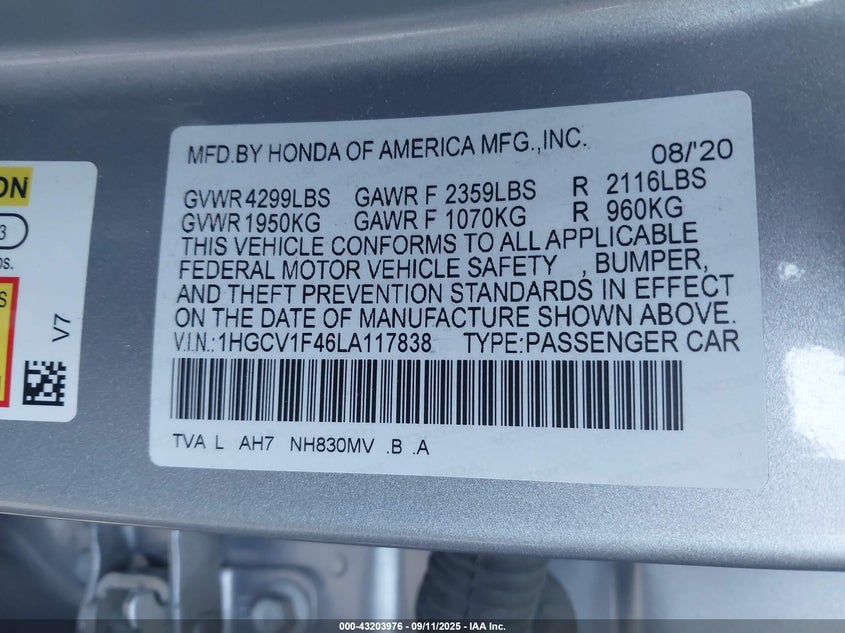 MFD.BY HONDA OF AMERICA MFG.,INC. 08/'20
GVWR 4299LBS GAWR F 2359LBS R 2116LBS
GVWR 1950KG GAWR F 1070KG R 960KG
THIS VEHICLE CONFORMS TO ALL APPLICABLE
FEDERAL MOTOR VEHICLE SAFETY , BUMPER,
AND THEFT PREVENTION STANDARDS IN EFFECT
ON THE DATE OF MANUFACTURE SHOWN ABOVE.
V.I.N.:1HGCV1F46LA117838 TYPE:PASSENGER CAR
TVA L AH7 NH830MV .B .A
V7
000-43203976 - 09/11/2025 - IAA Inc.